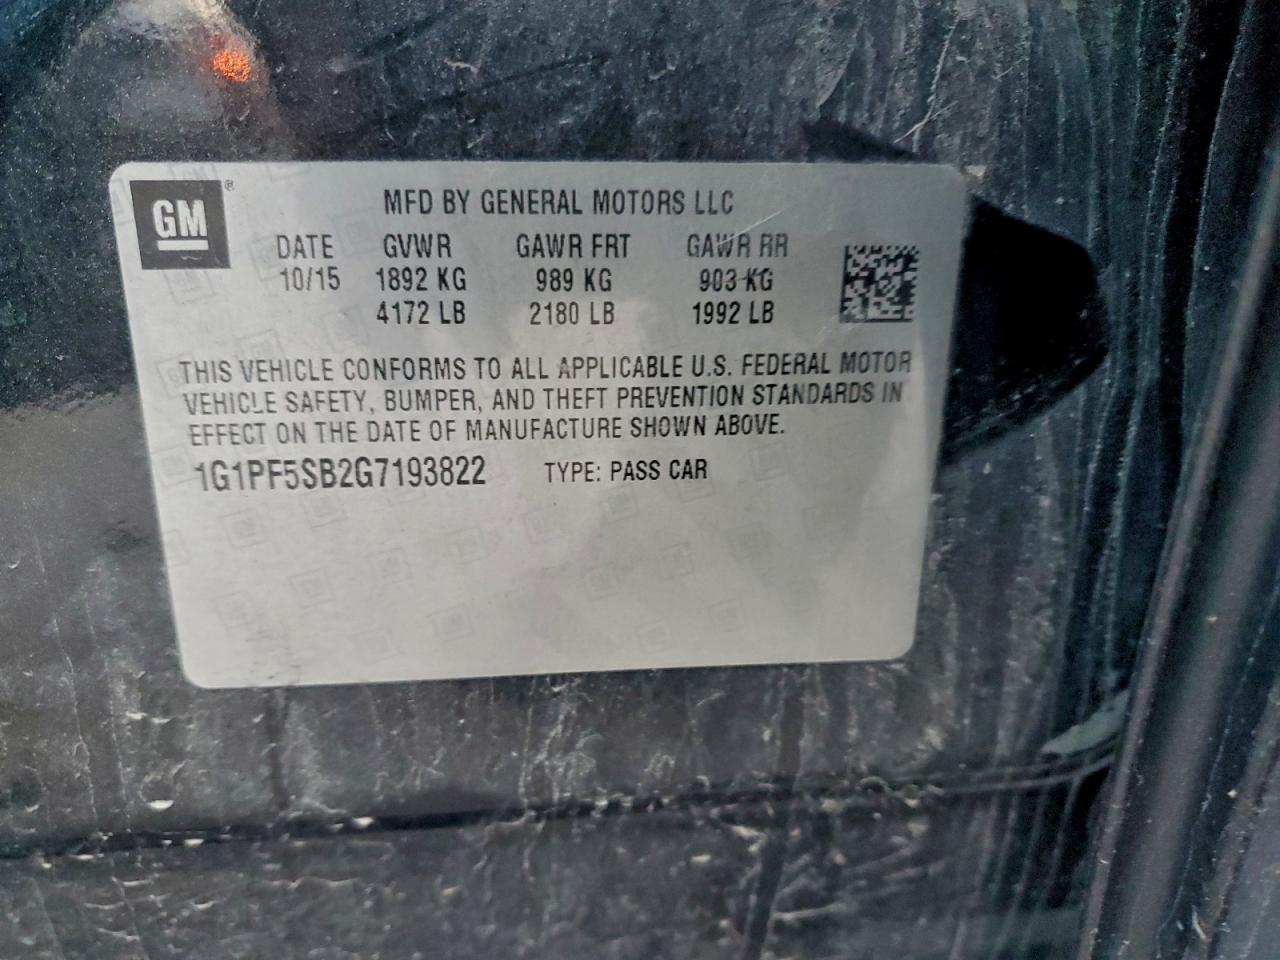 GM ®
MFD BY GENERAL MOTORS LLC
DATE GVWR GAWR FRT GAWR RR
10/15 1892 KG 989 KG 903 KG
4172 LB 2180 LB 1992 LB
THIS VEHICLE CONFORMS TO ALL APPLICABLE U.S. FEDERAL MOTOR
VEHICLE SAFETY, BUMPER, AND THEFT PREVENTION STANDARDS IN
EFFECT ON THE DATE OF MANUFACTURE SHOWN ABOVE.
1G1PF5SB2G7193822 TYPE: PASS CAR